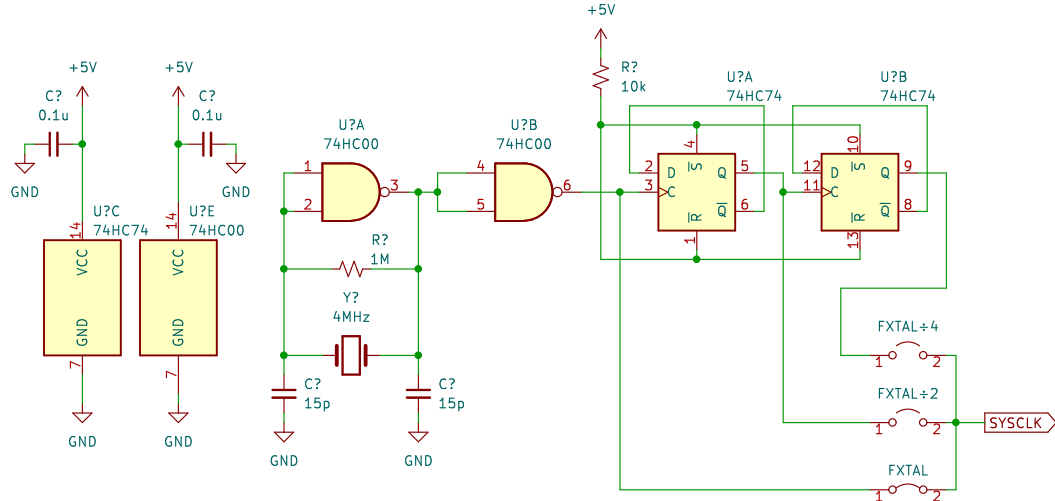 +5V
C?
0.1u
GND
U?C
74HC74
14
VCC
GND
7
GND
+5V
C?
0.1u
GND
U?E
74HC00
14
VCC
GND
7
GND
U?A
74HC00
1
2
3
R?
1M
Y?
4MHz
C?
15p
GND
C?
15p
GND
U?B
74HC00
4
5
6
+5V
R?
10k
U?A
74HC74
4
S
2
D
Q
5
3
C
Q
6
R
1
U?B
74HC74
10
S
12
D
Q
9
11
C
Q
8
R
13
FXTAL÷4
1
2
FXTAL÷2
1
2
SYSCLK
FXTAL
1
2